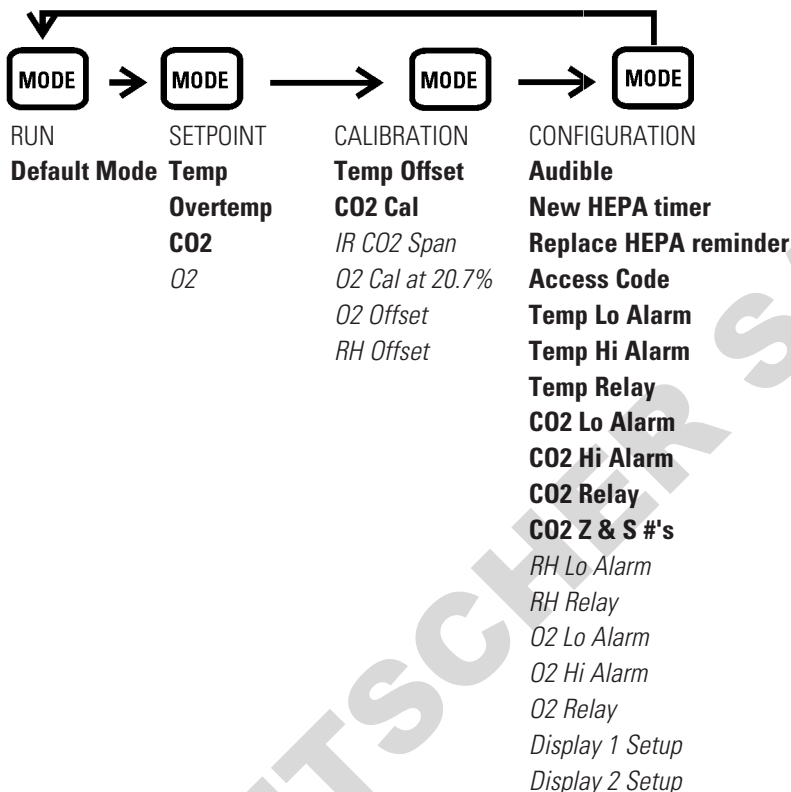 MODE MODE MODE MODE
RUN SETPOINT CALIBRATION CONFIGURATION
Default Mode Temp Temp Offset Audible
Overtemp CO2 Cal New HEPA timer
CO2 IR CO2 Span Replace HEPA reminder
O2 O2 Cal at 20.7% Access Code
O2 Offset Temp Lo Alarm
RH Offset Temp Hi Alarm
Temp Relay
CO2 Lo Alarm
CO2 Hi Alarm
CO2 Relay
CO2 Z & S #'s
RH Lo Alarm
RH Relay
O2 Lo Alarm
O2 Hi Alarm
O2 Relay
Display 1 Setup
Display 2 Setup
TSCHER S